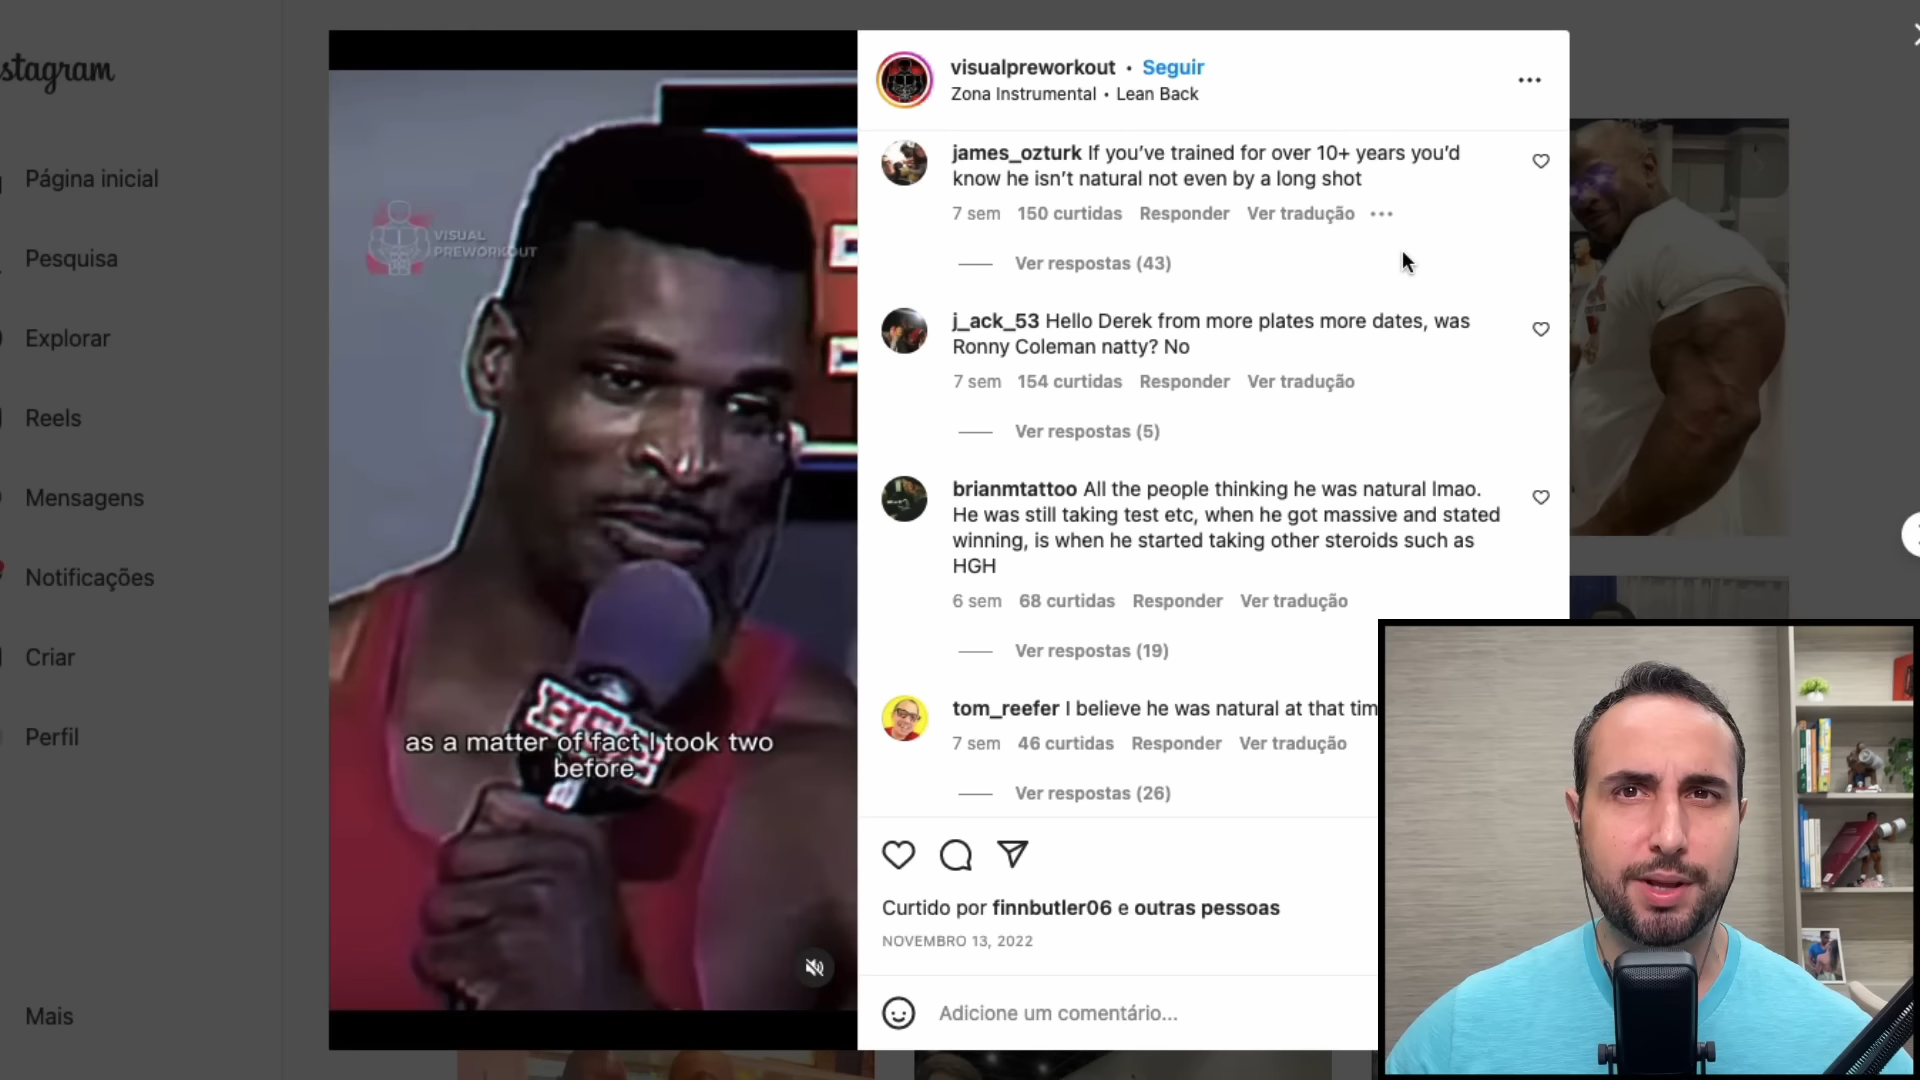 stagram
Página inicial
Pesquisa
Explorar
Reels
Mensagens
Notificações
Criar
Perfil
Mais
VISUAL
PREWORKOUT
as a matter of fact I took two
before
visualpreworkout • Seguir
Zona Instrumental • Lean Back
james_ozturk If you’ve trained for over 10+ years you’d
know he isn’t natural not even by a long shot
7 sem 150 curtidas Responder Ver tradução
Ver respostas (43)
j_ack_53 Hello Derek from more plates more dates, was
Ronny Coleman natty? No
7 sem 154 curtidas Responder Ver tradução
Ver respostas (5)
brianmtattoo All the people thinking he was natural lmao.
He was still taking test etc, when he got massive and stated
winning, is when he started taking other steroids such as
HGH
6 sem 68 curtidas Responder Ver tradução
Ver respostas (19)
tom_reefer I believe he was natural at that tim
7 sem 46 curtidas Responder Ver tradução
Ver respostas (26)
Curtido por finnbutler06 e outras pessoas
NOVEMBRO 13, 2022
Adicione um comentário...